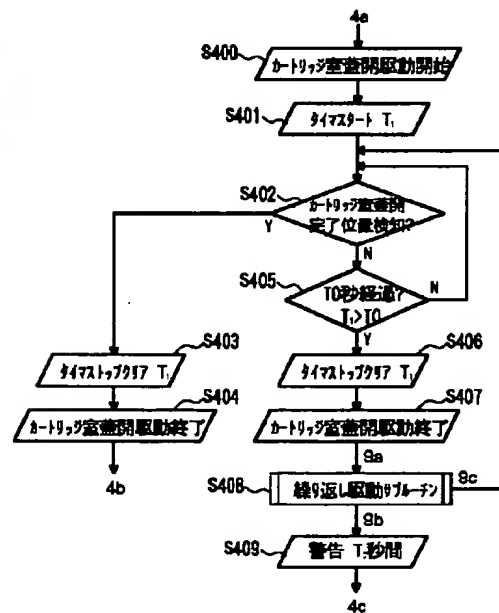 4a
S400
カートリッジ室蓋開駆動開始
S401
タイマスタート T₁
S402
カートリッジ室蓋開
完了位置検知?
Y
N
S405
T0秒経過?
T₁>T0
N
Y
S403
タイマストップクリア T₁
S406
タイマストップクリア T₁
S404
カートリッジ室蓋開駆動終了
S407
カートリッジ室蓋開駆動終了
4b
9a
S408
繰り返し駆動サブルーチン
9c
9b
S409
警告 T 秒間
4c